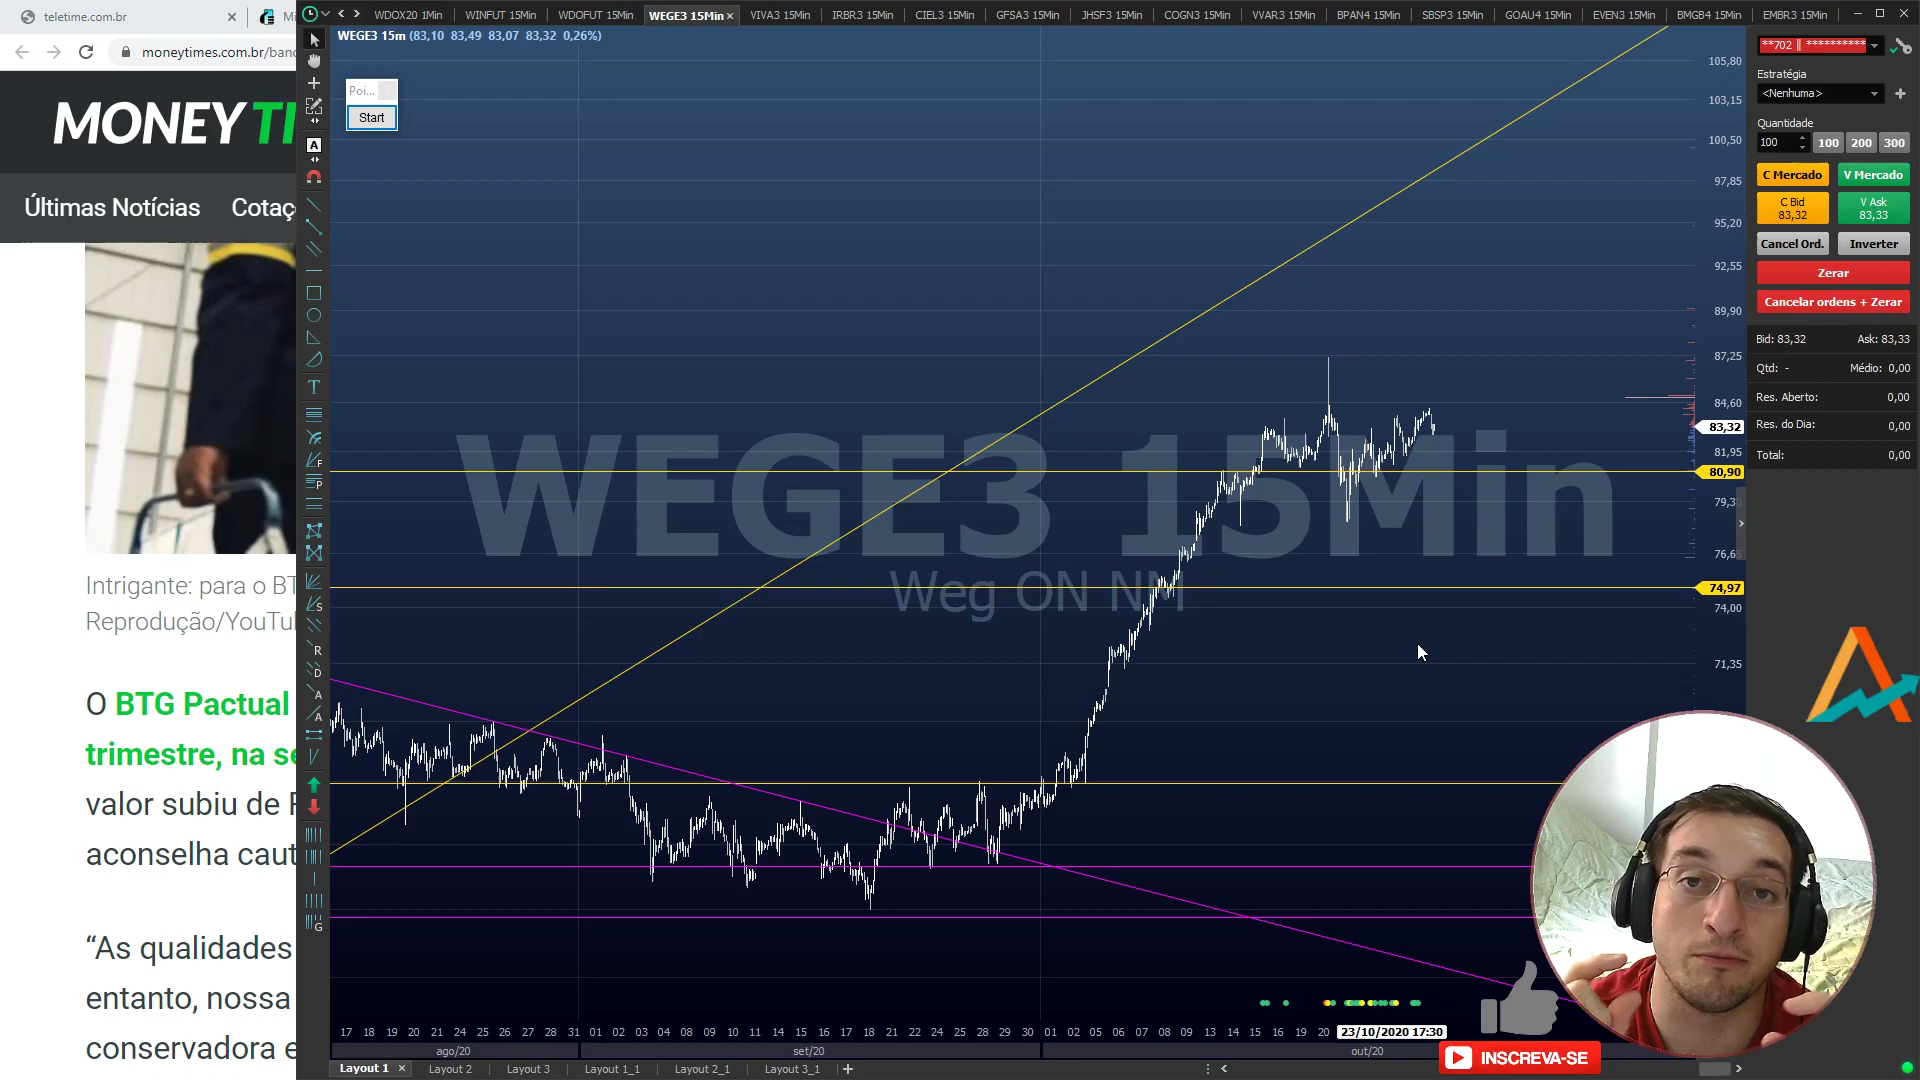 teletime.com.br
WDOX20 1Min
WINFUT 15Min
WDOFUT 15Min
WEGE3 15Min
VIVA3 15Min
IRBR3 15Min
CIEL3 15Min
GFSA3 15Min
JHSF3 15Min
COGN3 15Min
VVAR3 15Min
BPAN4 15Min
SBSP3 15Min
GOAU4 15Min
EVEN3 15Min
BMGB4 15Min
EMBR3 15Min
moneytimes.com.br/banc
WEGE3 15m (83,10 83,49 83,07 83,32 0,26%)
MONEY TI
Últimas Notícias
Cotaç
Poi...
Start
Intrigante: para o BT
Reprodução/YouTu
O BTG Pactual
trimestre, na se
valor subiu de
aconselha caut
“As qualidades
entanto, nossa
conservadora e
WEGE3 15Min
Weg ON NM
105,80
103,15
100,50
97,85
95,20
92,55
89,90
87,25
84,60
83,32
81,95
80,90
79,3
76,6
74,97
74,00
71,35
17 18 19 20 21 24 25 26 27 28 31 01 02 03 04 08 09 10 11 14 15 16 17 18 21 22 23 24 25 28 29 30 01 02 05 06 07 08 09 13 14 15 16 19 20 23/10/2020 17:30
ago/20
set/20
out/20
Layout 1
Layout 2
Layout 3
Layout 1_1
Layout 2_1
Layout 3_1
**702 || **********
Estratégia
<Nenhuma>
Quantidade
100
100 200 300
C Mercado
V Mercado
C Bid
83,32
V Ask
83,33
Cancel Ord.
Inverter
Zerar
Cancelar ordens + Zerar
Bid: 83,32
Ask: 83,33
Qtd: -
Médio: 0,00
Res. Aberto: 0,00
Res. do Dia: 0,00
Total: 0,00
INSCREVA-SE